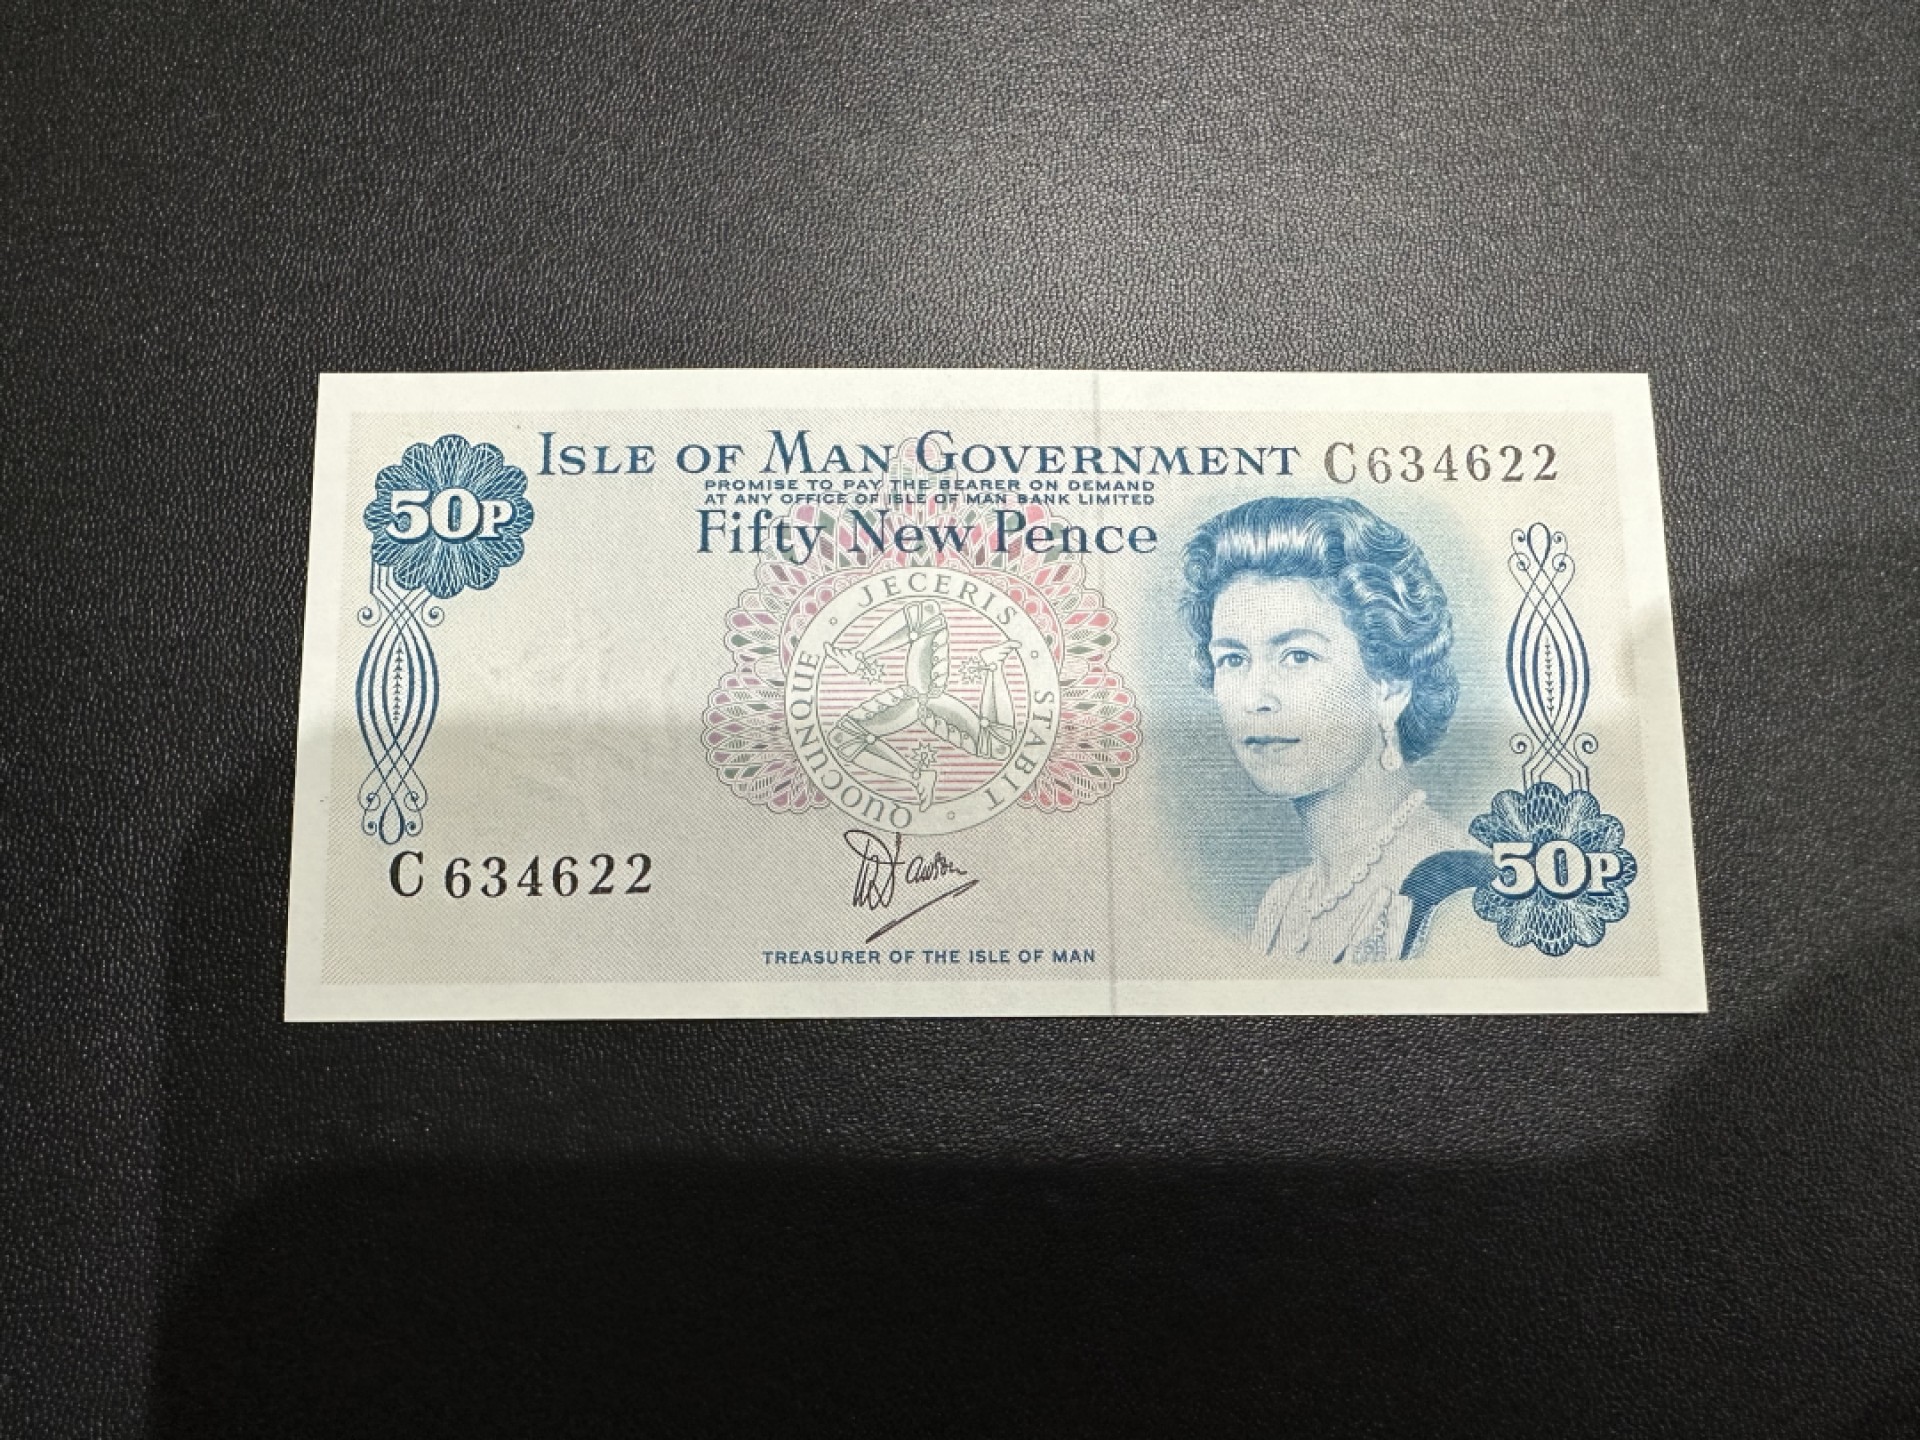 ISLE OF MAN GOVERNMENT C634622
PROMISE TO PAY THE BEARER ON DEMAND
AT ANY OFFICE OF ISLE OF MAN BANK LIMITED
50P
Fifty New Pence
QUOCUNQUE · JECERIS · STABIT ·
50P
C 634622
Dawson
TREASURER OF THE ISLE OF MAN